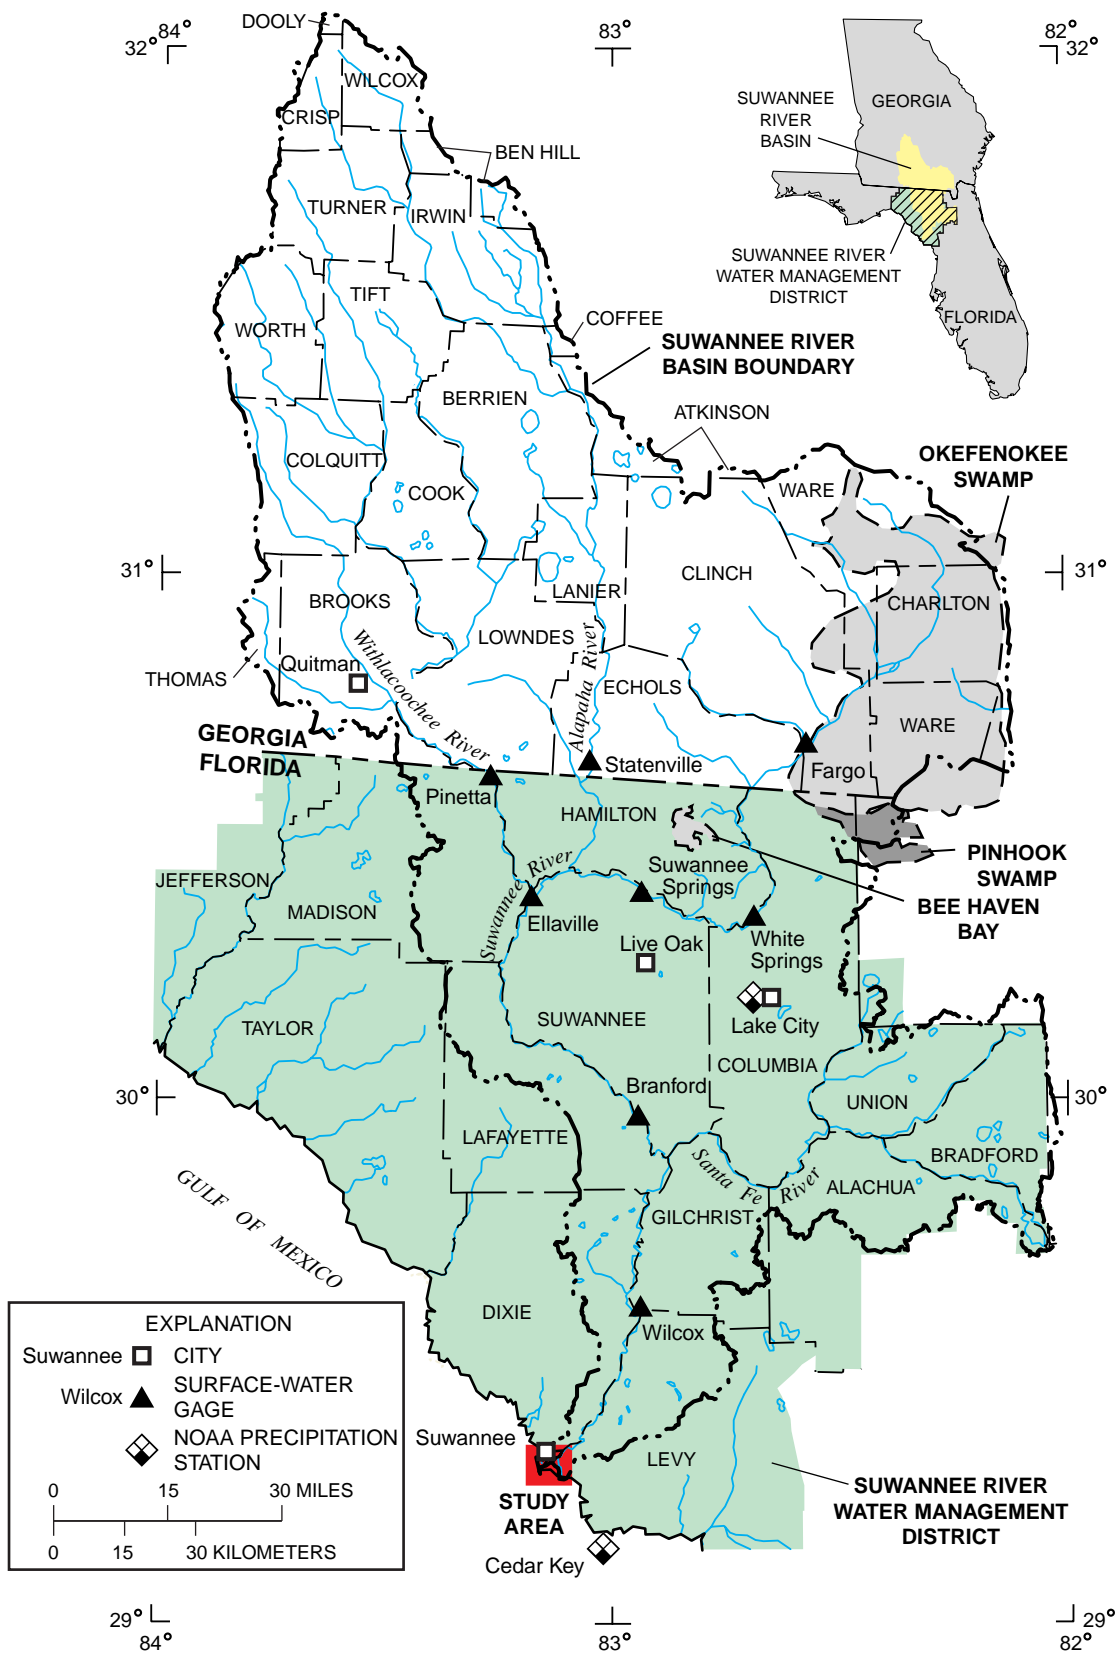 84°
83°
82°
32°
32°
DOOLY
WILCOX
CRISP
BEN HILL
TURNER
IRWIN
TIFT
WORTH
COFFEE
SUWANNEE RIVER
BASIN BOUNDARY
BERRIEN
ATKINSON
COLQUITT
COOK
WARE
OKEFENOKEE
SWAMP
31°
31°
CLINCH
LANIER
BROOKS
CHARLTON
LOWNDES
THOMAS
Quitman
Withlacoochee River
Alapaha River
ECHOLS
WARE
GEORGIA
FLORIDA
Statenville
Fargo
Pinetta
HAMILTON
PINHOOK
SWAMP
Suwannee
Springs
BEE HAVEN
BAY
JEFFERSON
MADISON
Suwannee River
Ellaville
Live Oak
White
Springs
TAYLOR
SUWANNEE
Lake City
COLUMBIA
30°
30°
Branford
UNION
LAFAYETTE
BRADFORD
Santa Fe River
ALACHUA
GULF OF MEXICO
GILCHRIST
DIXIE
Wilcox
Suwannee
LEVY
STUDY
AREA
SUWANNEE RIVER
WATER MANAGEMENT
DISTRICT
Cedar Key
29°
29°
84°
83°
82°
SUWANNEE
RIVER
BASIN
GEORGIA
SUWANNEE RIVER
WATER MANAGEMENT
DISTRICT
FLORIDA
EXPLANATION
Suwannee CITY
Wilcox SURFACE-WATER
GAGE
NOAA PRECIPITATION
STATION
0 15 30 MILES
0 15 30 KILOMETERS